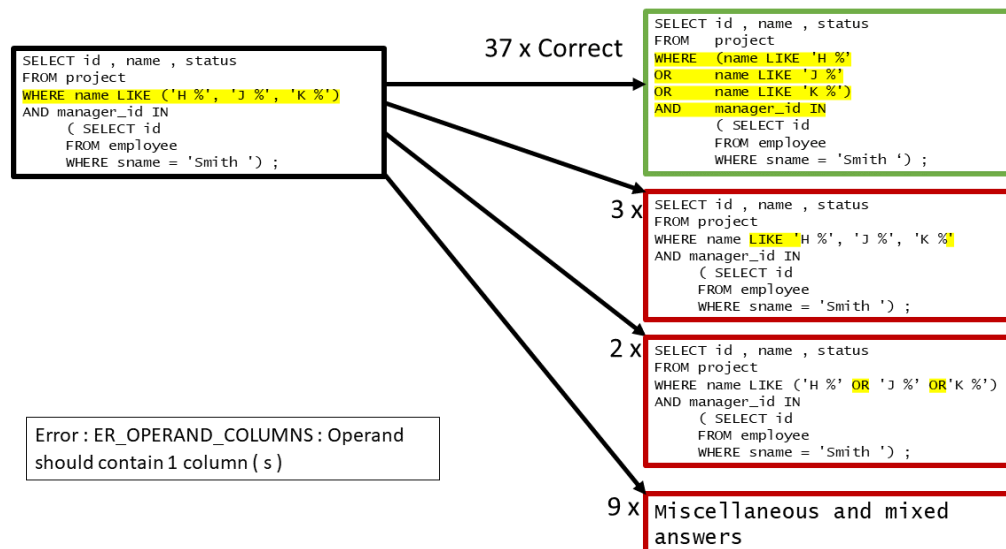 SELECT id , name , status
FROM project
WHERE name LIKE ('H %', 'J %', 'K %')
AND manager_id IN
( SELECT id
FROM employee
WHERE sname = 'Smith ') ;
Error : ER_OPERAND_COLUMNS : Operand
should contain 1 column ( s )
37 x Correct
SELECT id , name , status
FROM project
WHERE (name LIKE 'H %’
OR name LIKE 'J %’
OR name LIKE 'K %’)
AND manager_id IN
( SELECT id
FROM employee
WHERE sname = 'Smith ‘) ;
3 x
SELECT id , name , status
FROM project
WHERE name LIKE 'H %', 'J %', 'K %'
AND manager_id IN
( SELECT id
FROM employee
WHERE sname = 'Smith ') ;
2 x
SELECT id , name , status
FROM project
WHERE name LIKE ('H %’ OR 'J %’ OR'K %’)
AND manager_id IN
( SELECT id
FROM employee
WHERE sname = 'Smith ') ;
9 x
Miscellaneous and mixed
answers